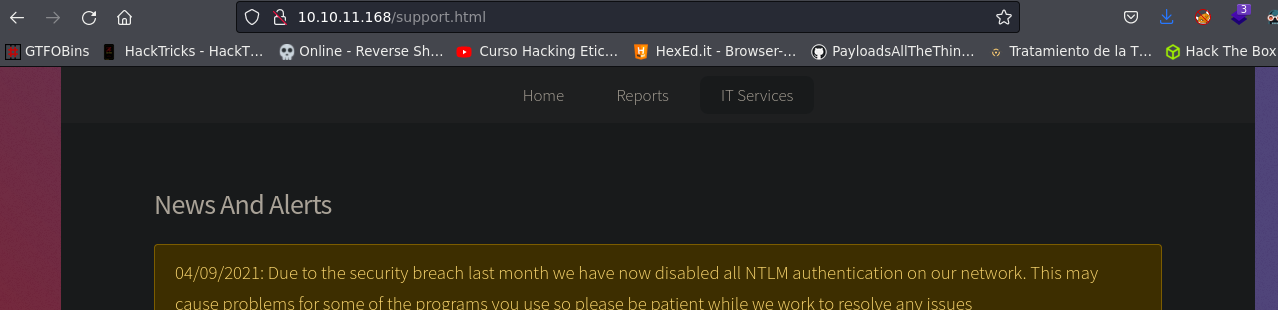 10.10.11.168/support.html
3
GTFOBins HackTricks - HackT… Online - Reverse Sh… Curso Hacking Etic… HexEd.it - Browser-… PayloadsAllTheThin… Tratamiento de la T… Hack The Box
Home Reports IT Services
News And Alerts
04/09/2021: Due to the security breach last month we have now disabled all NTLM authentication on our network. This may
cause problems for some of the programs you use so please be patient while we work to resolve any issues